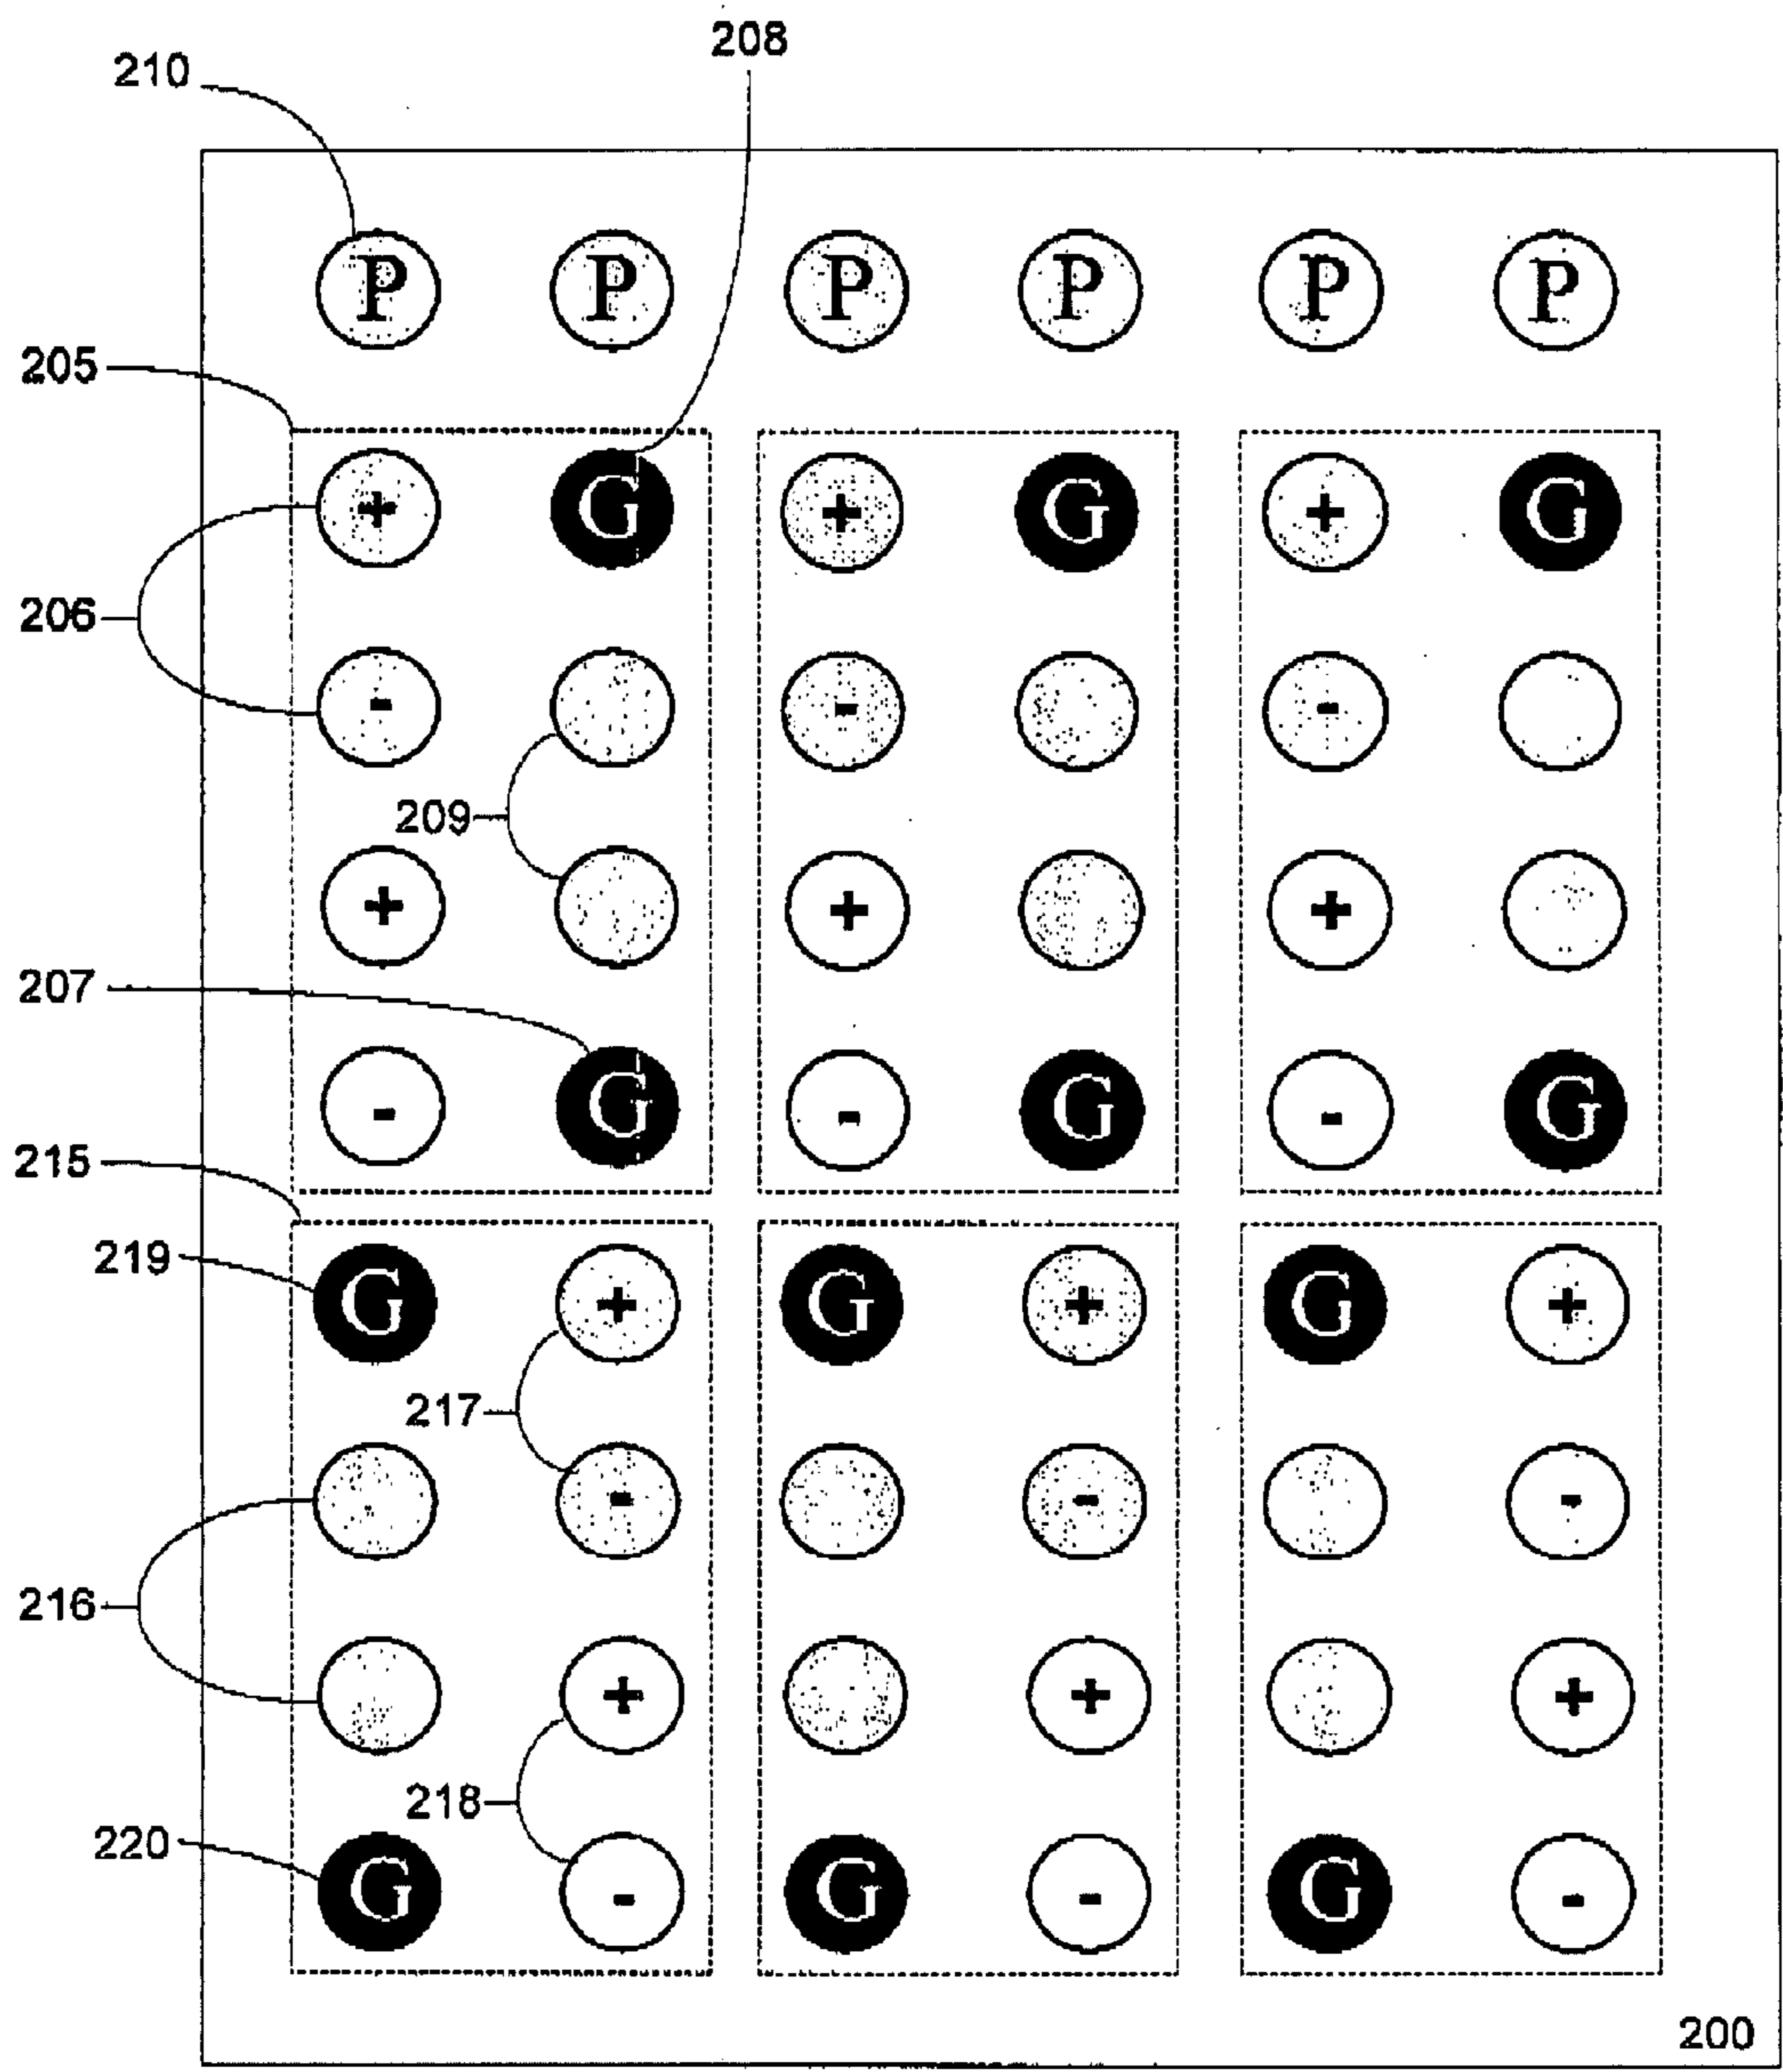 208
210
P P P P P P
205
+ G + G + G
206
- - -
209
+ + +
207
- G - G - G
215
219
G + G + G +
217
- - -
216
+ + +
218
220
G - G - G -
200